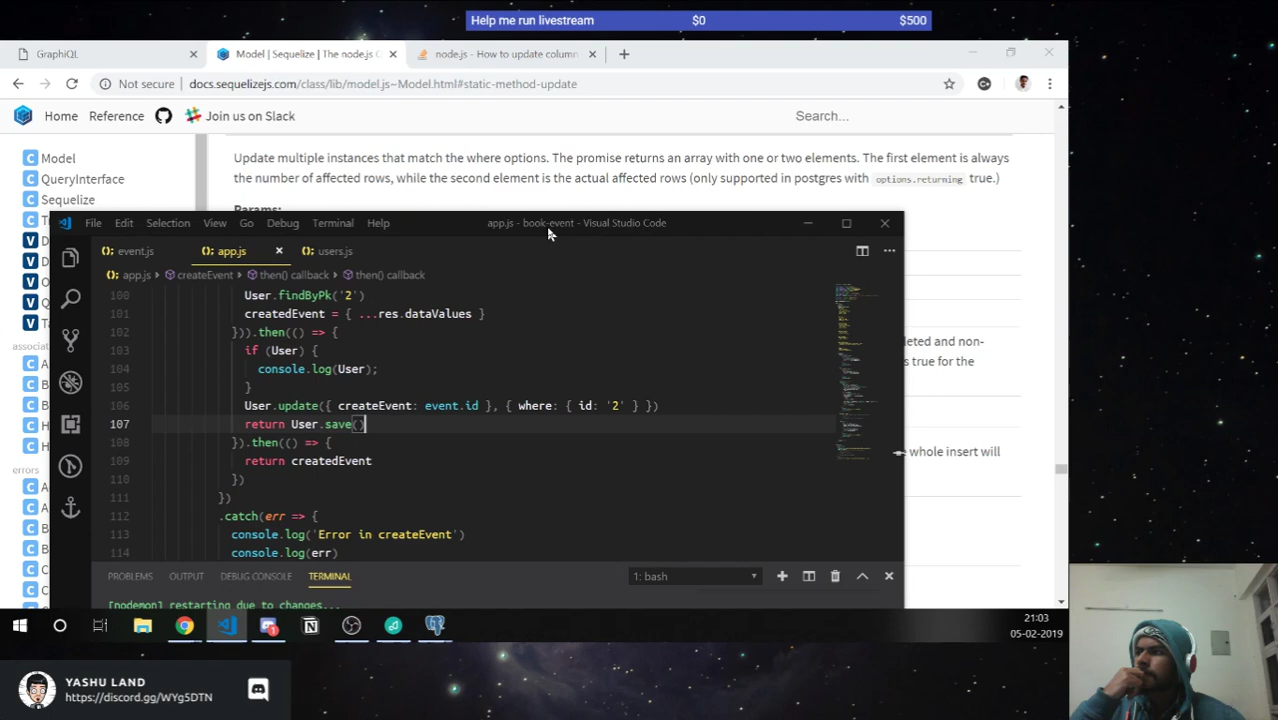 Help me run livestream $0 $500
GraphiQL
Model | Sequelize | The node.js
node.js - How to update column
Not secure
docs.sequelizejs.com/class/lib/model.js~Model.html#static-method-update
Home Reference Join us on Slack Search...
C Model
C QueryInterface
C Sequelize
Update multiple instances that match the where options. The promise returns an array with one or two elements. The first element is always
the number of affected rows, while the second element is the actual affected rows (only supported in postgres with options.returning true.)
Params:
associat
errors
leted and non-
s true for the
whole insert will
File Edit Selection View Go Debug Terminal Help
app.js - book-event - Visual Studio Code
{}; event.js {}; app.js {}; users.js
{}; app.js › createEvent › then() callback › then() callback
100 User.findByPk('2')
101 createdEvent = { ...res.dataValues }
102 })).then(() => {
103 if (User) {
104 console.log(User);
105 }
106 User.update({ createEvent: event.id }, { where: { id: '2' } })
107 return User.save()
108 }).then(() => {
109 return createdEvent
110 })
111 })
112 .catch(err => {
113 console.log('Error in createEvent')
114 console.log(err)
PROBLEMS OUTPUT DEBUG CONSOLE TERMINAL 1: bash
[nodemon] restarting due to changes...
21:03
05-02-2019
YASHU LAND
https://discord.gg/WYg5DTN